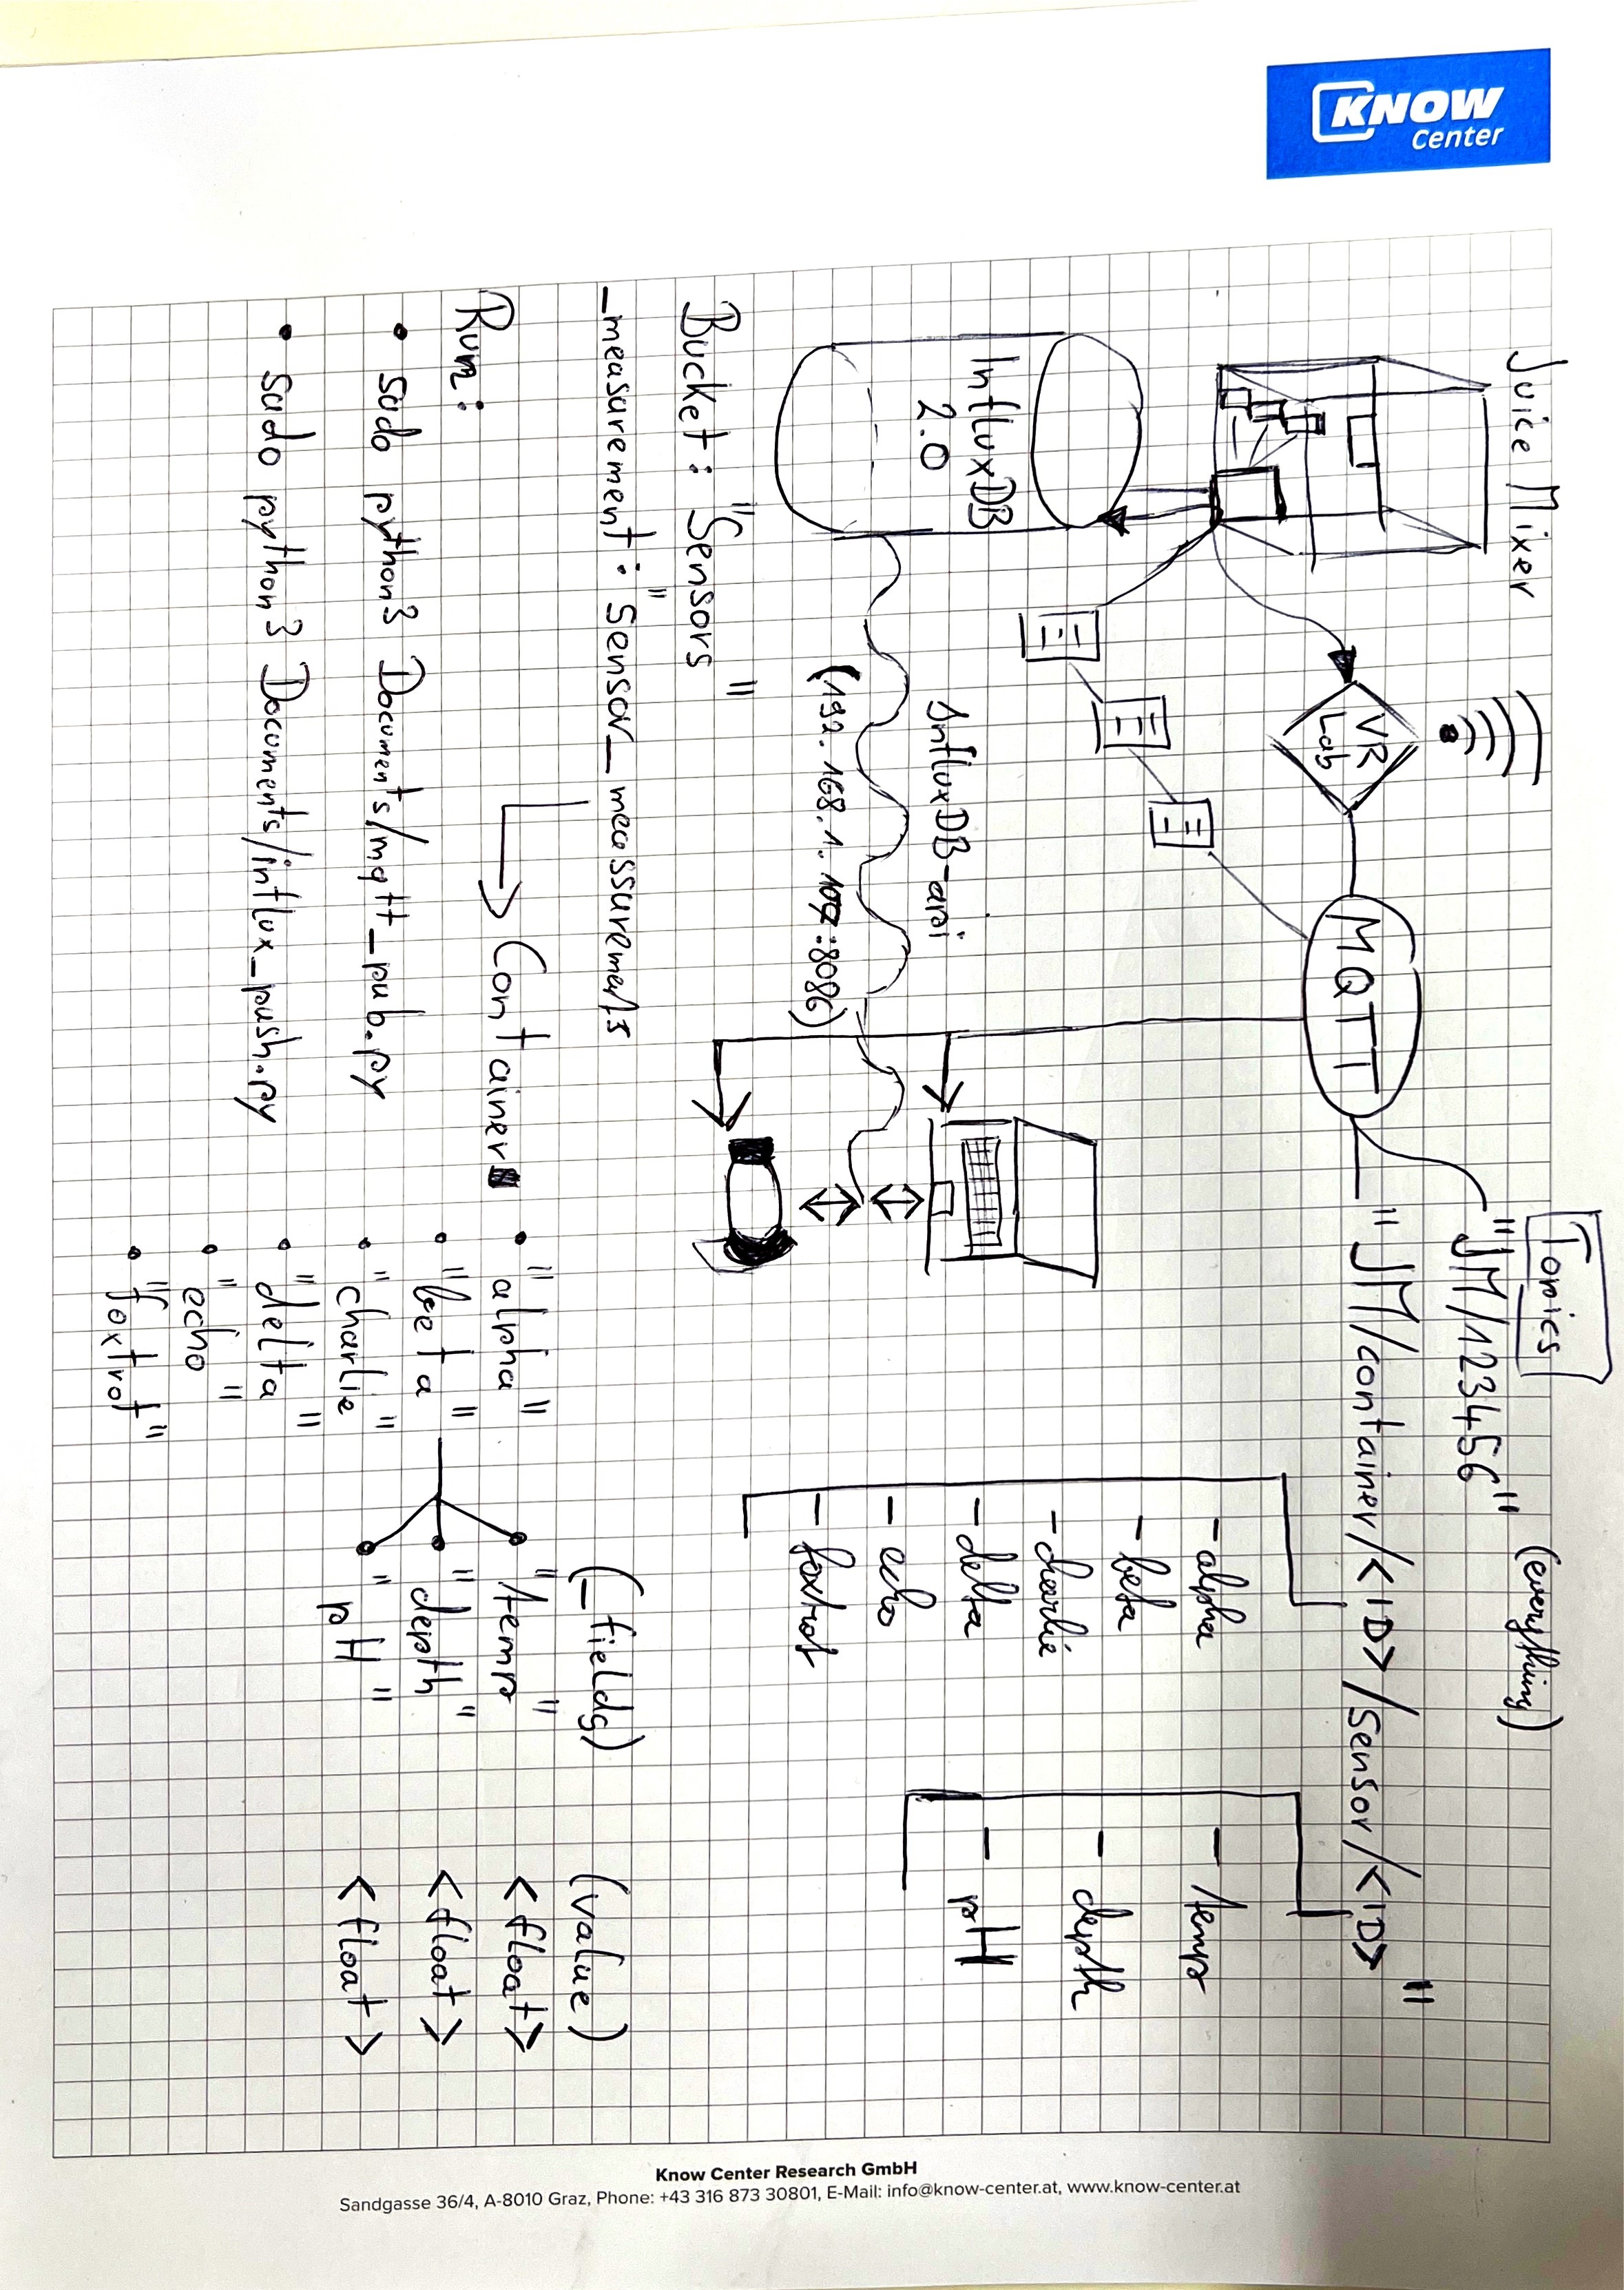 KNOW
Center
Juice Mixer
VR
Lab
MQTT
Topics
(everything)
"JM/123456"
"JM/container/<ID>/sensor/<ID>"
- alpha
- beta
- charlie
- delta
- echo
- foxtrot
- temp
- depth
- pH
InfluxDB
2.0
InfluxDB-api
(192.168.1.107:8086)
Bucket: "Sensors"
_measurement: "sensor_meassurements
Container
• "alpha"
• "beta"
• "charlie"
• "delta"
• "echo"
• "foxtrot"
(_fields)
"temp"
"depth"
"pH"
(value)
<float>
<float>
<float>
Run:
• sudo python3 Documents/mqtt_pub.py
• sudo python3 Documents/influx_push.py
Know Center Research GmbH
Sandgasse 36/4, A-8010 Graz, Phone: +43 316 873 30801, E-Mail: info@know-center.at, www.know-center.at